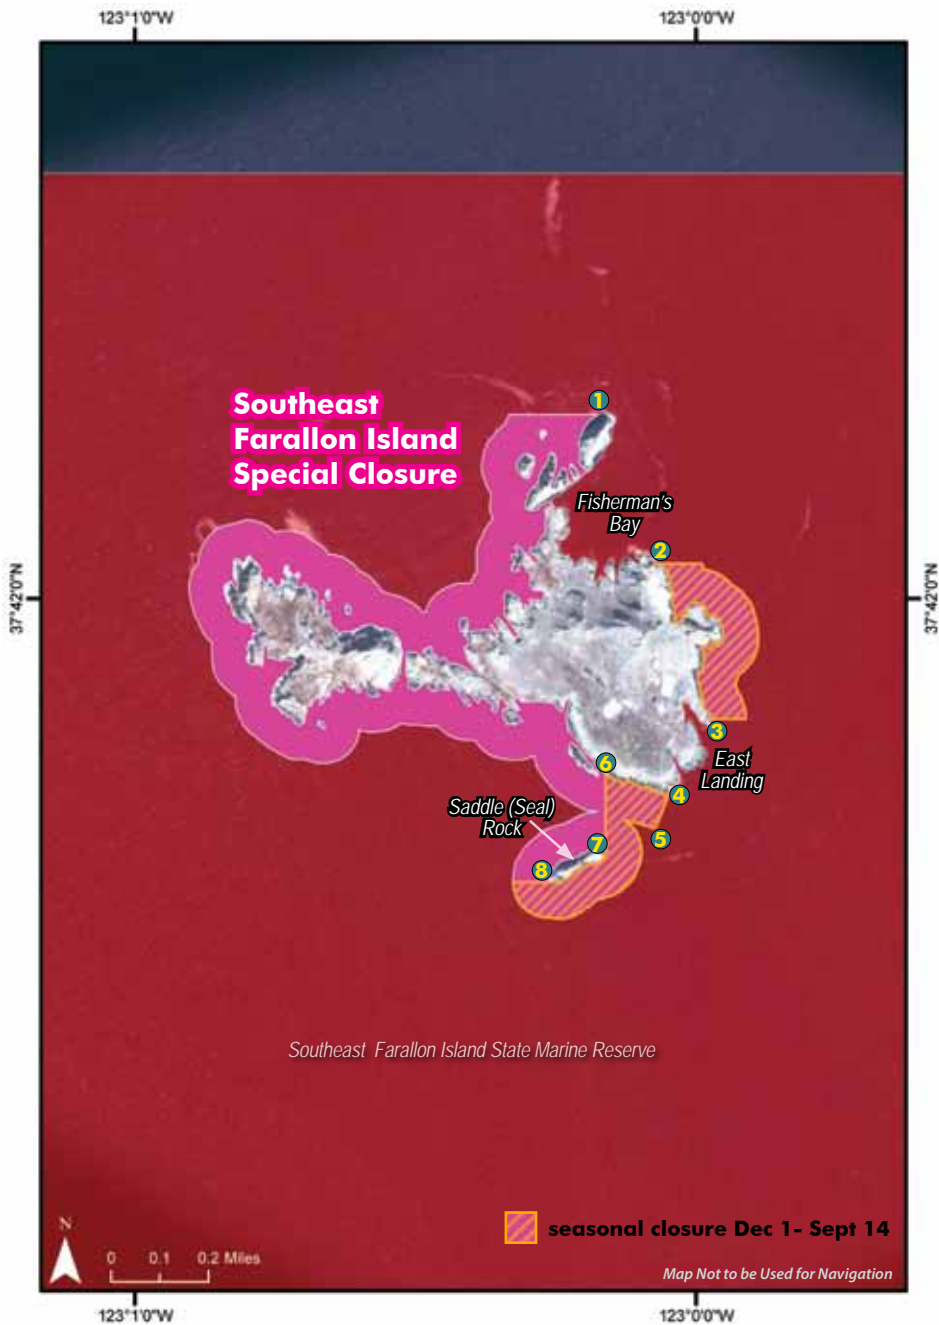 123°1'0"W
123°0'0"W
Southeast
Farallon Island
Special Closure
1
Fisherman's
Bay
2
37°42'0"N
37°42'0"N
3
East
Landing
6
4
Saddle (Seal)
Rock
5
7
8
Southeast Farallon Island State Marine Reserve
seasonal closure Dec 1- Sept 14
N
0 0.1 0.2 Miles
Map Not to be Used for Navigation
123°1'0"W
123°0'0"W